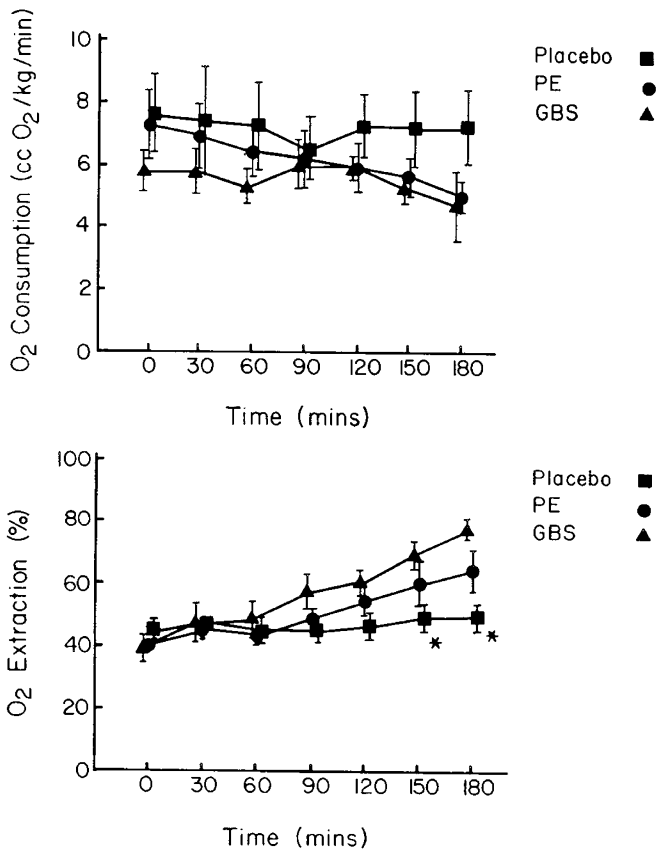 10
8
6
4
2
0
O2 Consumption (cc O2/kg/min)
0 30 60 90 120 150 180
Time (mins)
Placebo
PE
GBS
100
80
60
40
20
0
O2 Extraction (%)
* *
0 30 60 90 120 150 180
Time (mins)
Placebo
PE
GBS